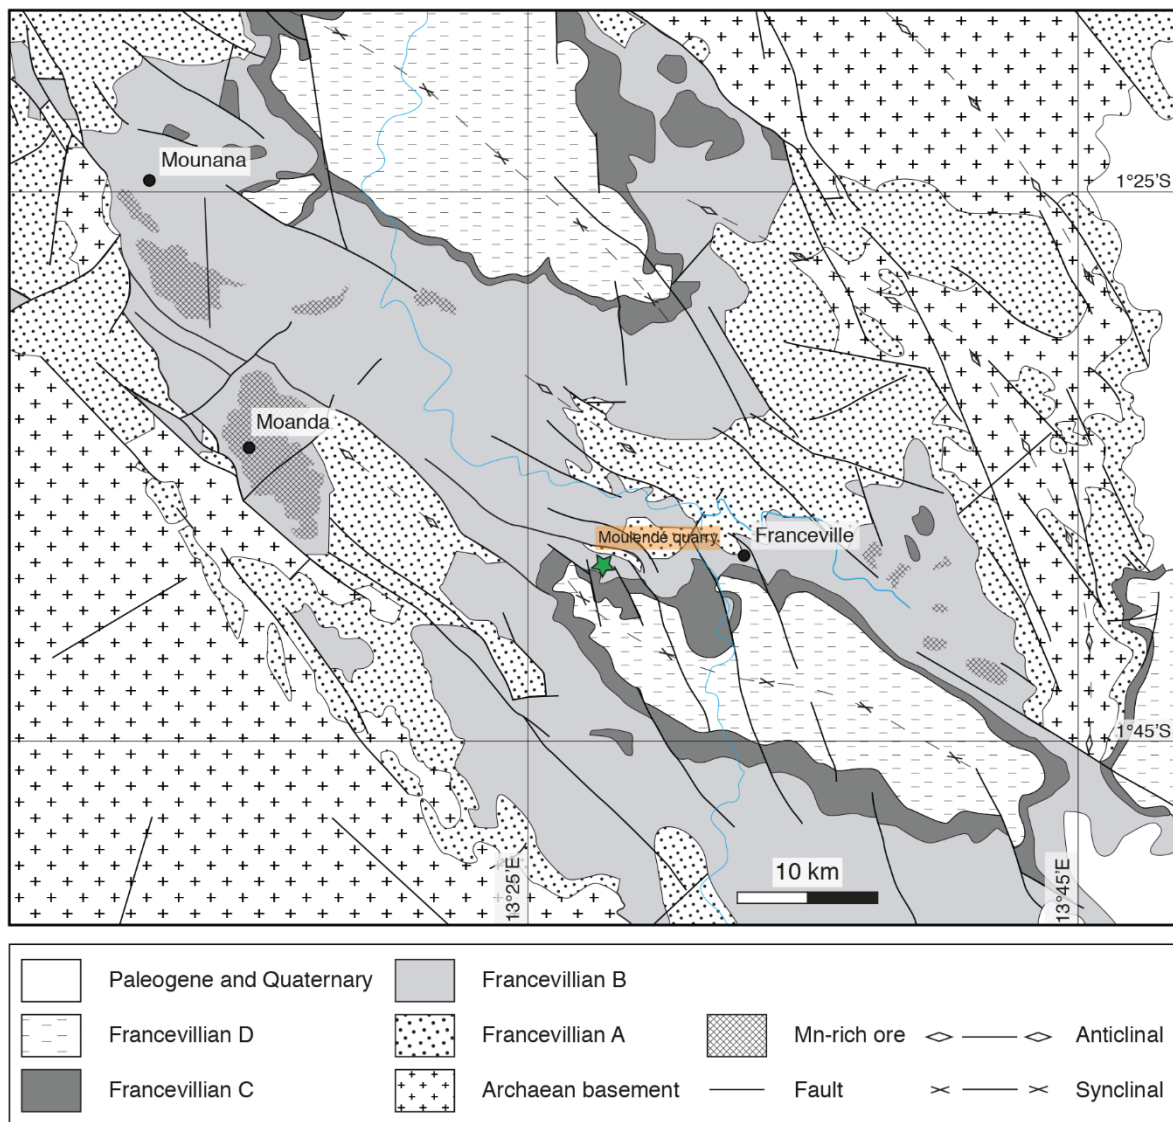 Mounana
1°25'S
Moanda
Moulendé quarry
Franceville
1°45'S
13°25'E
10 km
13°45'E
Paleogene and Quaternary
Francevillian D
Francevillian C
Francevillian B
Francevillian A
Archaean basement
Mn-rich ore
Fault
Anticlinal
Synclinal